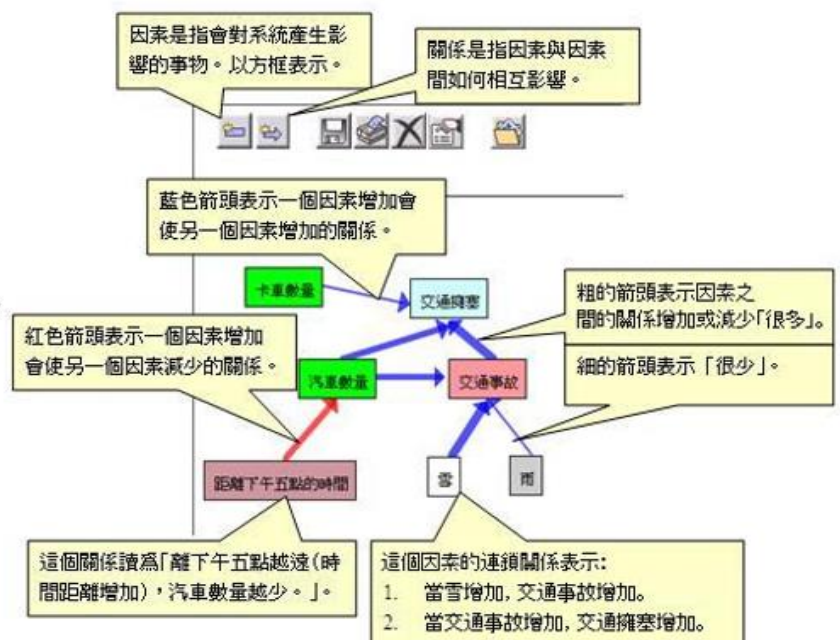 因素是指會對系統產生影
響的事物。以方框表示。
關係是指因素與因素
間如何相互影響。
藍色箭頭表示一個因素增加會
使另一個因素增加的關係。
卡車數量
交通擁塞
粗的箭頭表示因素之
間的關係增加或減少「很多」。
紅色箭頭表示一個因素增加
會使另一個因素減少的關係。
汽車數量
交通事故
細的箭頭表示「很少」。
距離下午五點的時間
雪
雨
這個關係讀爲「離下午五點越遠(時
間距離增加)，汽車數量越少。」。
這個因素的連鎖關係表示:
1. 當雪增加, 交通事故增加。
2. 當交通事故增加, 交通擁塞增加。